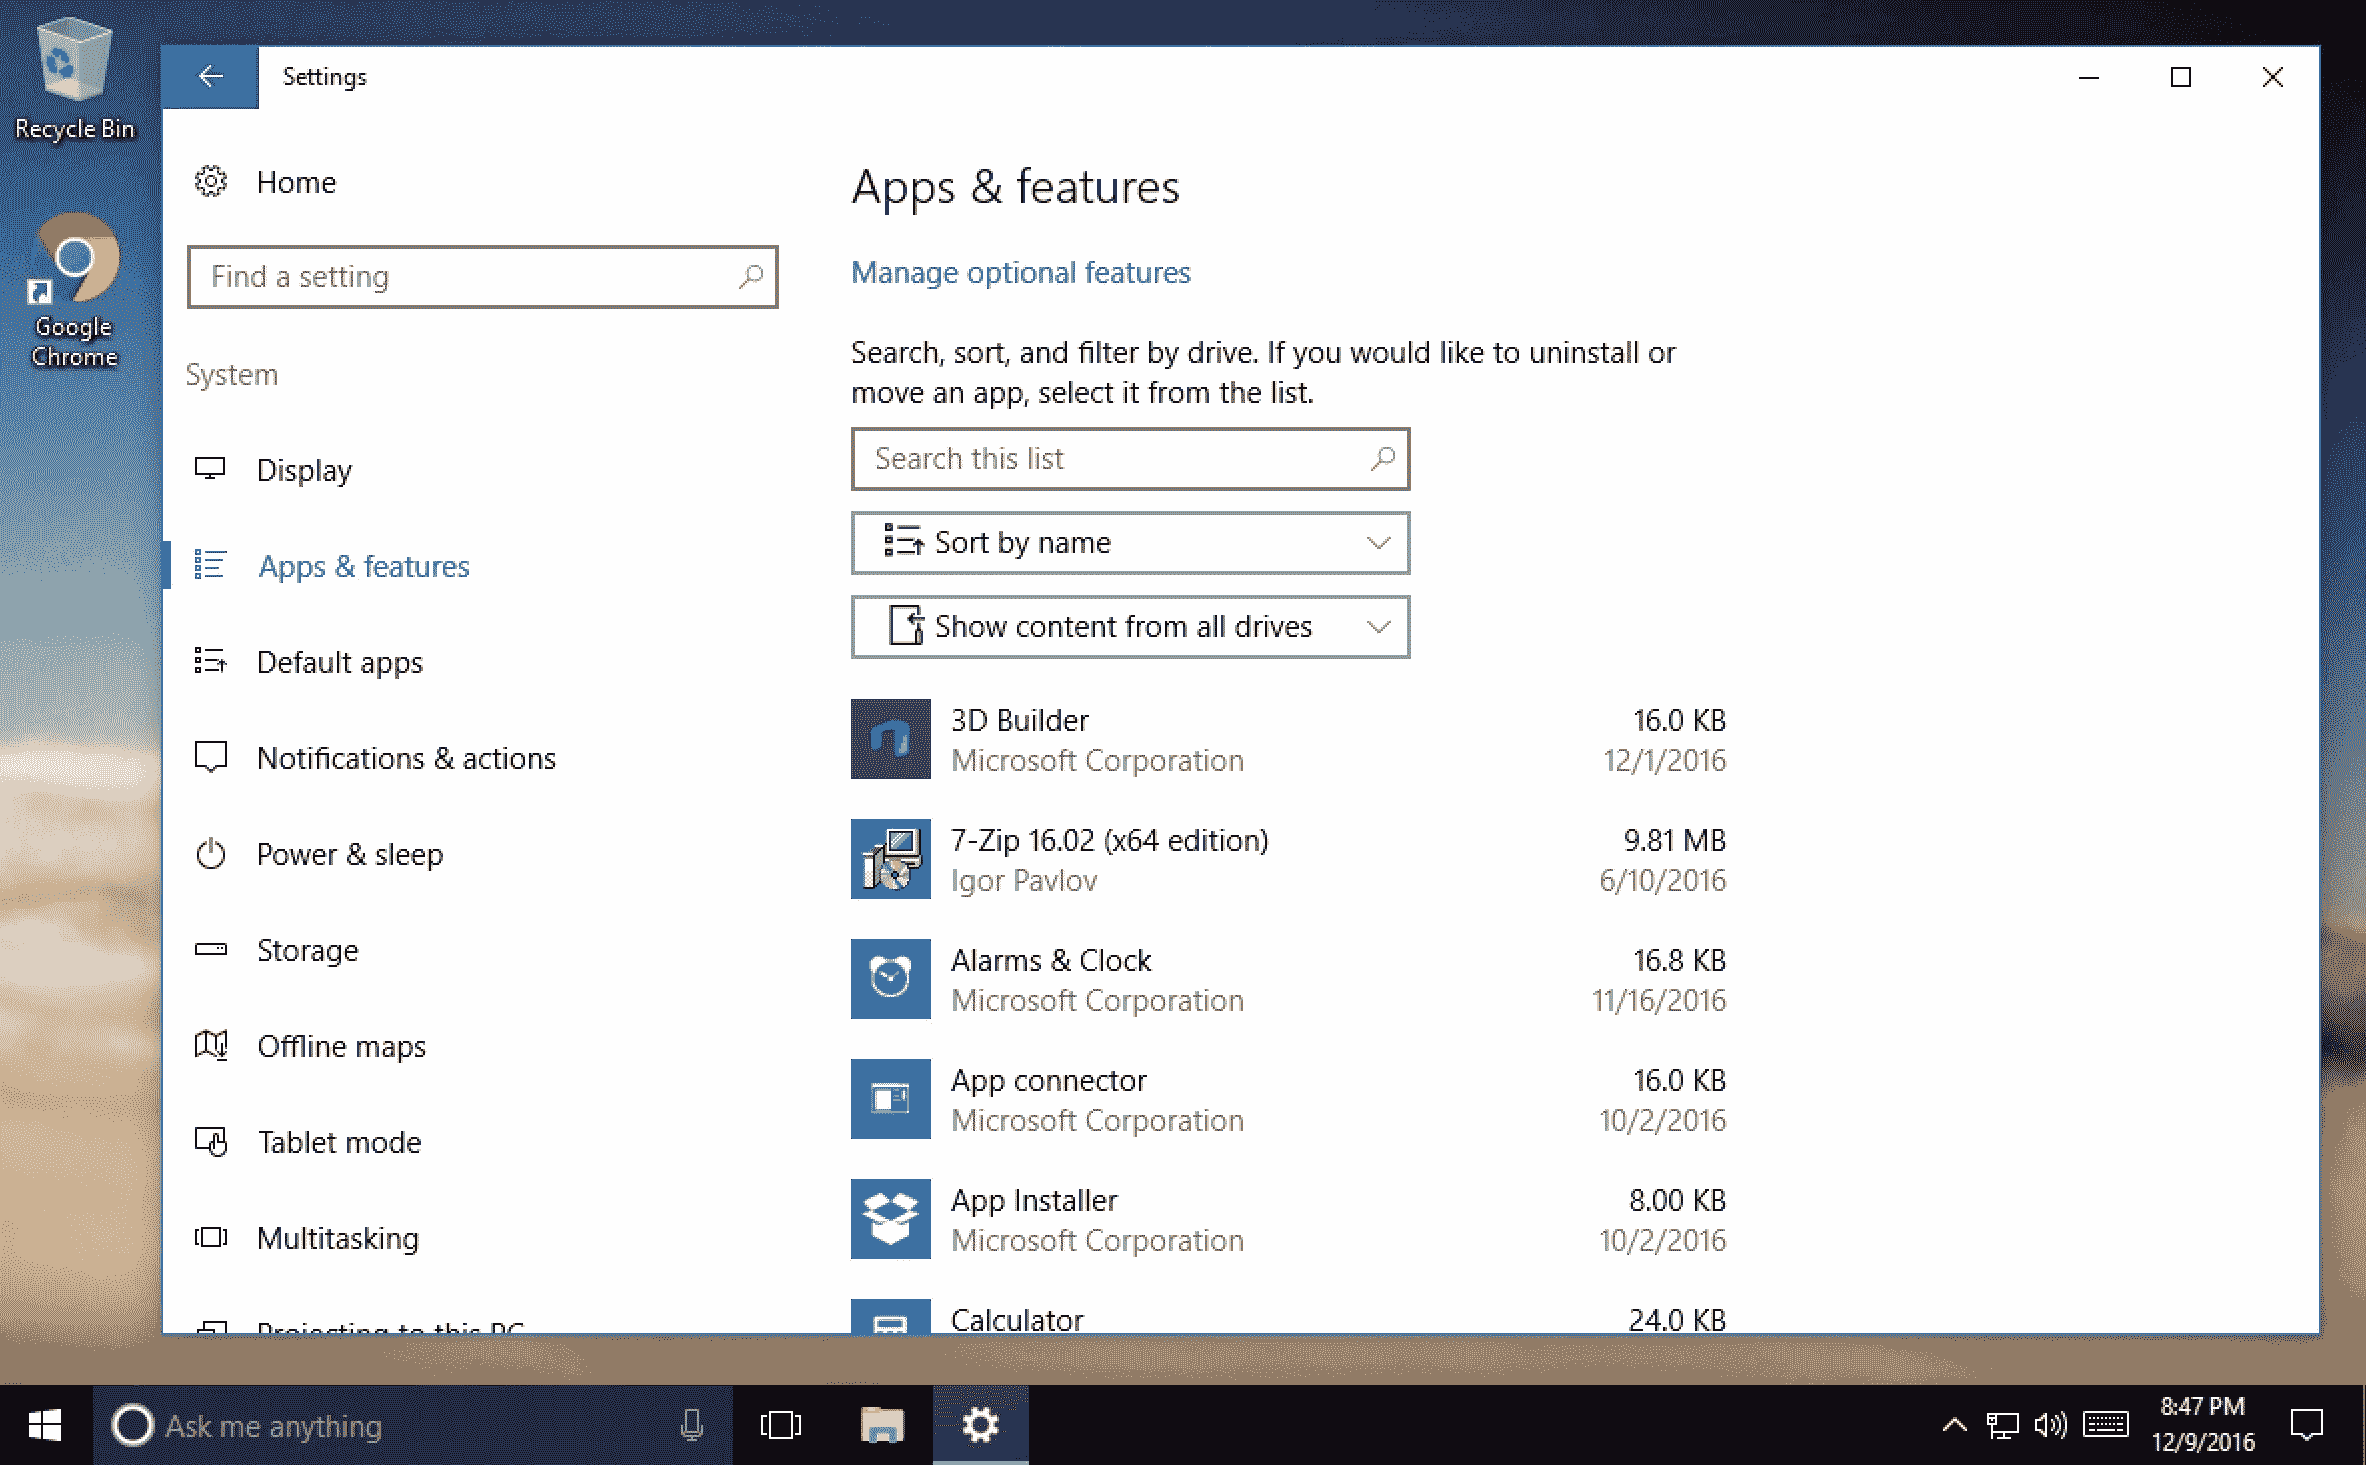 Recycle Bin
Google
Chrome
Settings
Home
Find a setting
System
Display
Apps & features
Default apps
Notifications & actions
Power & sleep
Storage
Offline maps
Tablet mode
Multitasking
Projecting to this PC
Apps & features
Manage optional features
Search, sort, and filter by drive. If you would like to uninstall or
move an app, select it from the list.
Search this list
Sort by name
Show content from all drives
3D Builder 16.0 KB
Microsoft Corporation 12/1/2016
7-Zip 16.02 (x64 edition) 9.81 MB
Igor Pavlov 6/10/2016
Alarms & Clock 16.8 KB
Microsoft Corporation 11/16/2016
App connector 16.0 KB
Microsoft Corporation 10/2/2016
App Installer 8.00 KB
Microsoft Corporation 10/2/2016
Calculator 24.0 KB
Ask me anything
8:47 PM
12/9/2016